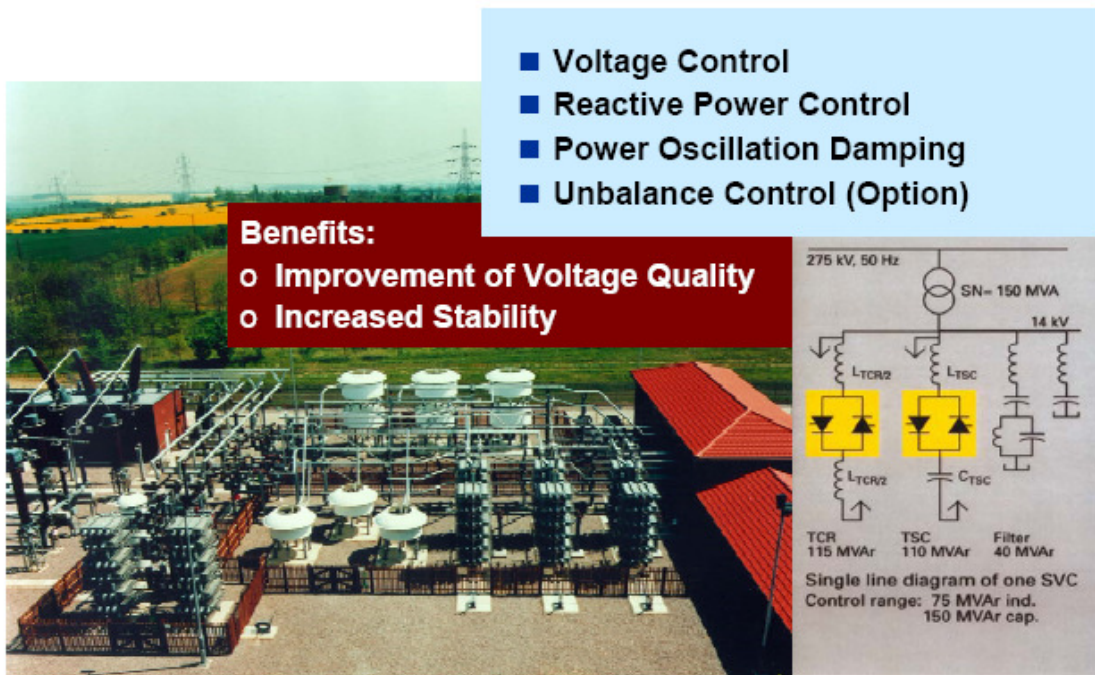 ■ Voltage Control
■ Reactive Power Control
■ Power Oscillation Damping
■ Unbalance Control (Option)
Benefits:
o Improvement of Voltage Quality
o Increased Stability
275 kV, 50 Hz
SN= 150 MVA
14 kV
LTCR/2
LTSC
LTCR/2
CTSC
TCR
115 MVAr
TSC
110 MVAr
Filter
40 MVAr
Single line diagram of one SVC
Control range: 75 MVAr ind.
150 MVAr cap.